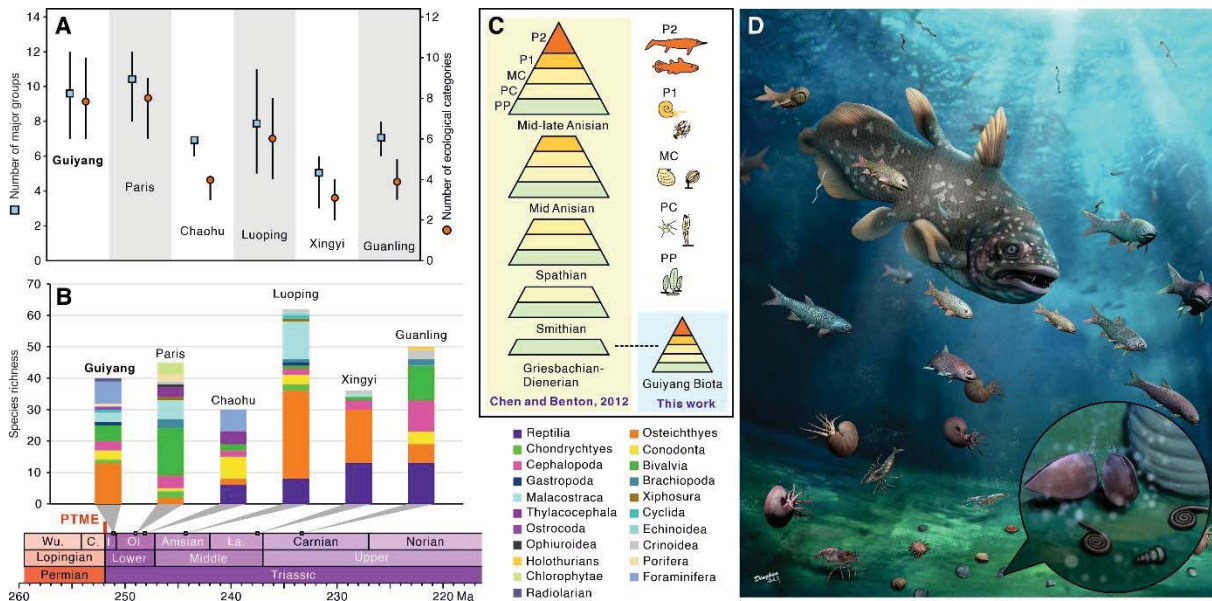 A
Number of major groups
14
12
10
8
6
4
2
0
Guiyang
Paris
Chaohu
Luoping
Xingyi
Guanling
12
10
8
6
4
2
0
Number of ecological categories
B
Species richness
70
60
50
40
30
20
10
0
Guiyang
Paris
Chaohu
Luoping
Xingyi
Guanling
PTME
Wu.
C.
I.
Ol.
Anisian
La.
Carnian
Norian
Lopingian
Lower
Middle
Upper
Permian
Triassic
260
250
240
230
220 Ma
C
P2
P1
MC
PC
PP
Mid-late Anisian
Mid Anisian
Spathian
Smithian
Griesbachian-
Dienerian
Chen and Benton, 2012
P2
P1
MC
PC
PP
Guiyang Biota
This work
Reptilia
Osteichthyes
Chondrychtyes
Conodonta
Cephalopoda
Bivalvia
Gastropoda
Brachiopoda
Malacostraca
Xiphosura
Thylacocephala
Cyclida
Ostrocoda
Echinoidea
Ophiuroidea
Crinoidea
Holothurians
Porifera
Chlorophytae
Foraminifera
Radiolarian
D